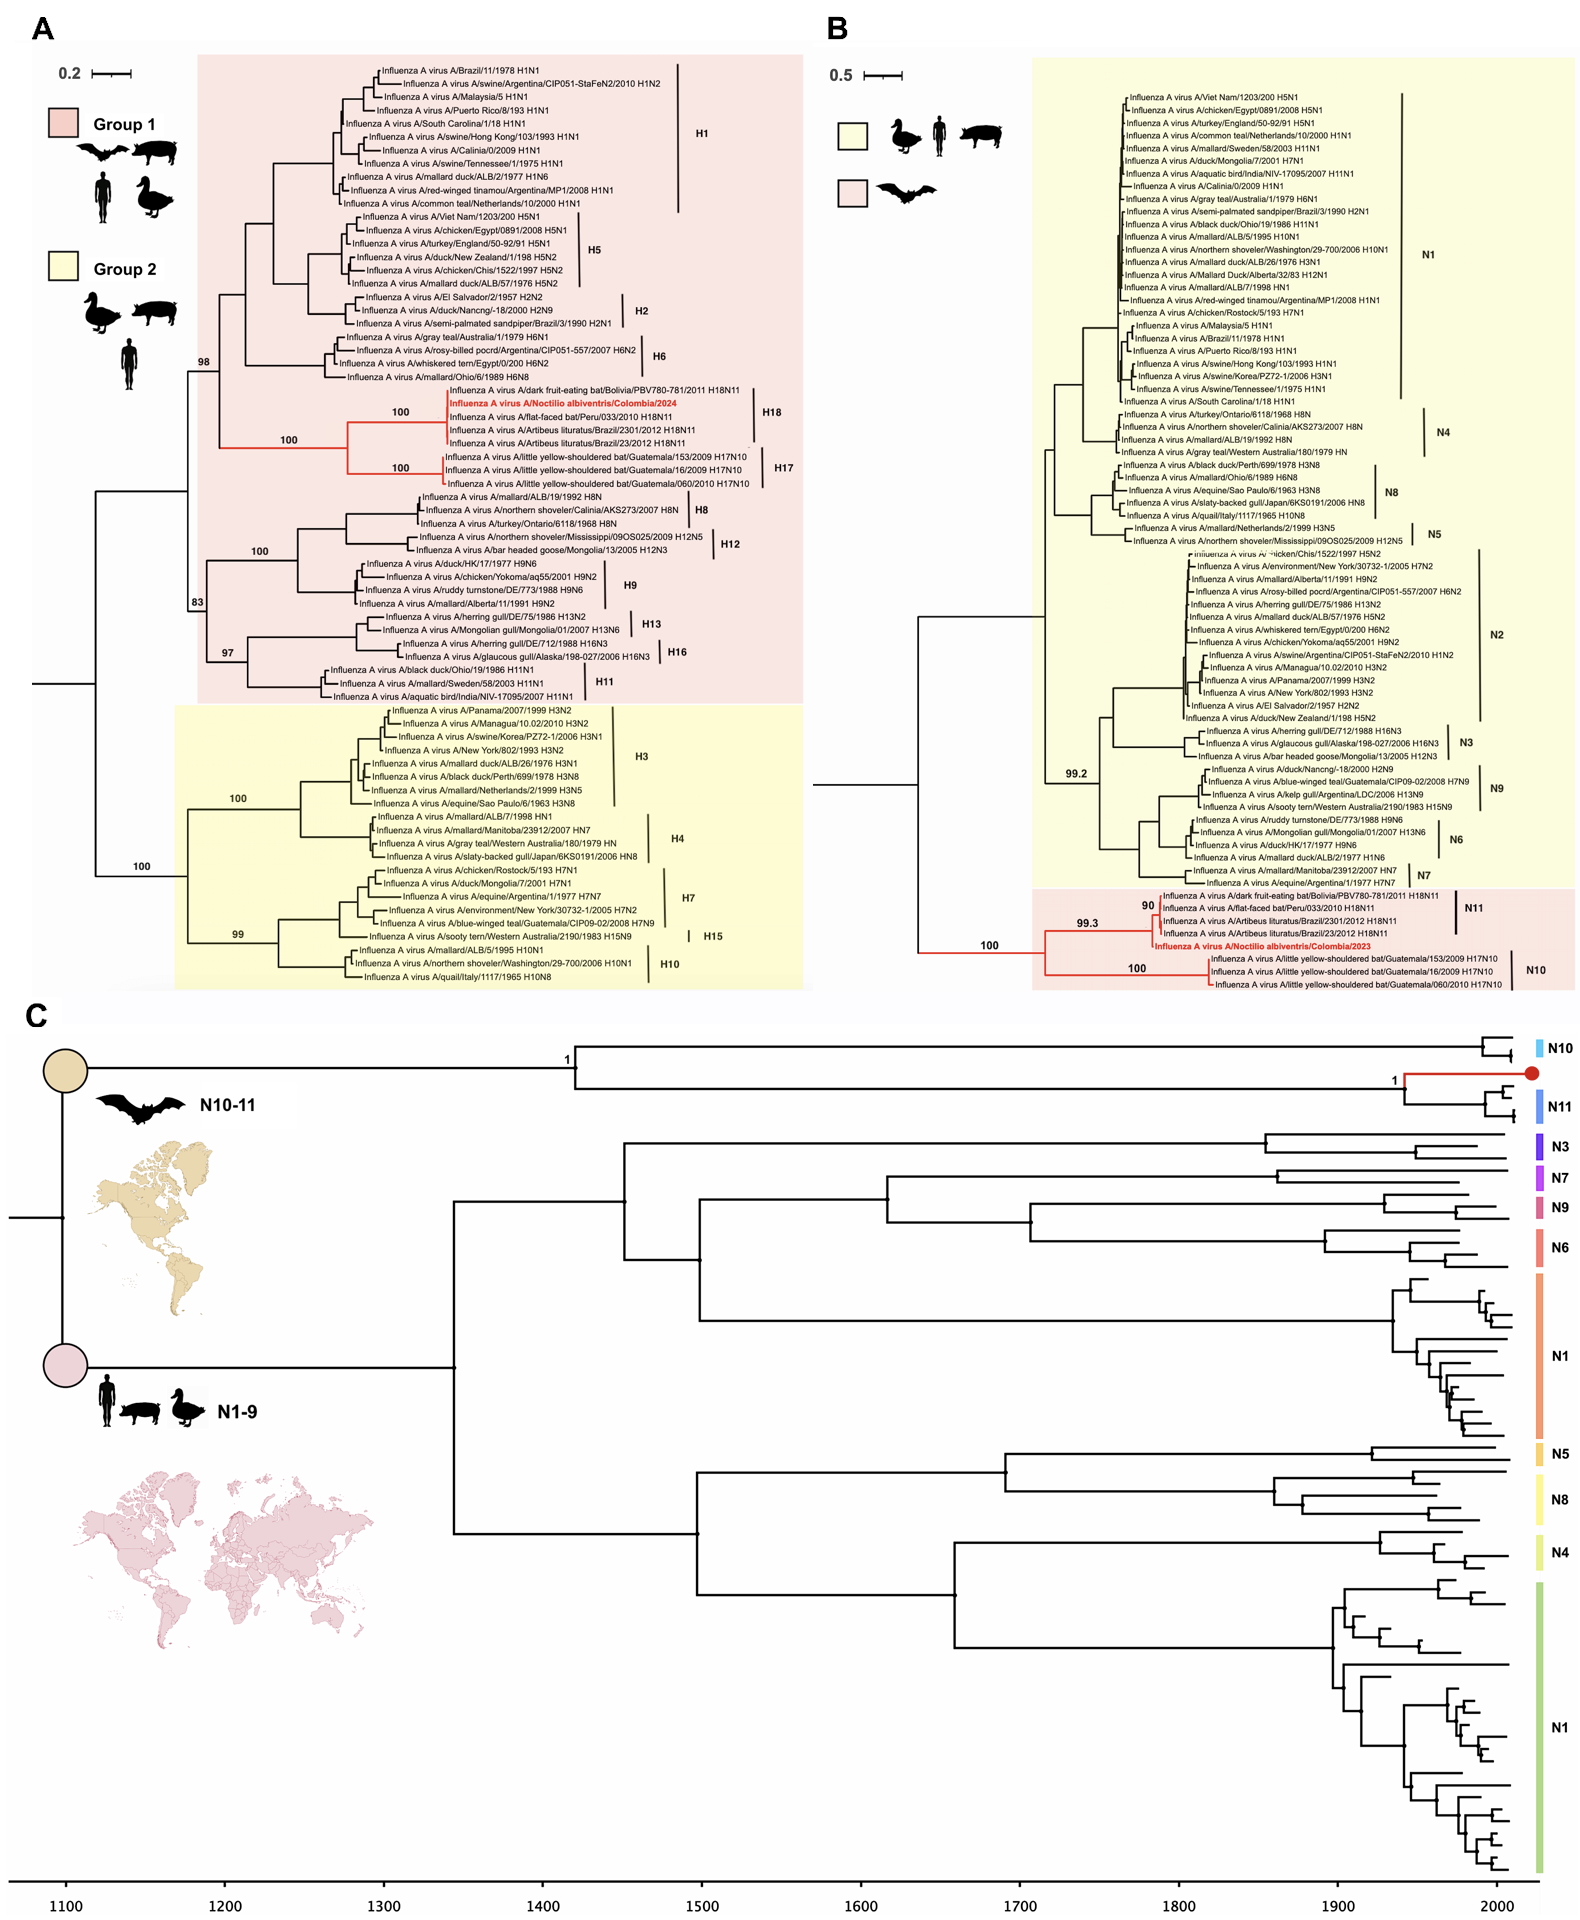 A
0.2
Group 1
Group 2
Influenza A virus A/Brazil/11/1978 H1N1
Influenza A virus A/swine/Argentina/CIP051-StaFeN2/2010 H1N2
Influenza A virus A/Malaysia/5 H1N1
Influenza A virus A/Puerto Rico/8/193 H1N1
Influenza A virus A/South Carolina/1/18 H1N1
Influenza A virus A/swine/Hong Kong/103/1993 H1N1
Influenza A virus A/Calinia/0/2009 H1N1
Influenza A virus A/swine/Tennessee/1/1975 H1N1
Influenza A virus A/mallard duck/ALB/2/1977 H1N6
Influenza A virus A/red-winged tinamou/Argentina/MP1/2008 H1N1
Influenza A virus A/common teal/Netherlands/10/2000 H1N1
H1
Influenza A virus A/Viet Nam/1203/200 H5N1
Influenza A virus A/chicken/Egypt/0891/2008 H5N1
Influenza A virus A/turkey/England/50-92/91 H5N1
Influenza A virus A/duck/New Zealand/1/198 H5N2
Influenza A virus A/chicken/Chis/1522/1997 H5N2
Influenza A virus A/mallard duck/ALB/57/1976 H5N2
H5
Influenza A virus A/El Salvador/2/1957 H2N2
Influenza A virus A/duck/Nancng/-18/2000 H2N9
Influenza A virus A/semi-palmated sandpiper/Brazil/3/1990 H2N1
H2
Influenza A virus A/gray teal/Australia/1/1979 H6N1
Influenza A virus A/rosy-billed pocrd/Argentina/CIP051-557/2007 H6N2
Influenza A virus A/whiskered tern/Egypt/0/200 H6N2
Influenza A virus A/mallard/Ohio/6/1989 H6N8
H6
98
Influenza A virus A/dark fruit-eating bat/Bolivia/PBV780-781/2011 H18N11
Influenza A virus A/Noctilio albiventris/Colombia/2024
Influenza A virus A/flat-faced bat/Peru/033/2010 H18N11
Influenza A virus A/Artibeus lituratus/Brazil/2301/2012 H18N11
Influenza A virus A/Artibeus lituratus/Brazil/23/2012 H18N11
H18
100
100
100
Influenza A virus A/little yellow-shouldered bat/Guatemala/153/2009 H17N10
Influenza A virus A/little yellow-shouldered bat/Guatemala/16/2009 H17N10
Influenza A virus A/little yellow-shouldered bat/Guatemala/060/2010 H17N10
H17
Influenza A virus A/mallard/ALB/19/1992 H8N
Influenza A virus A/northern shoveler/Calinia/AKS273/2007 H8N
Influenza A virus A/turkey/Ontario/6118/1968 H8N
H8
Influenza A virus A/northern shoveler/Mississippi/09OS025/2009 H12N5
Influenza A virus A/bar headed goose/Mongolia/13/2005 H12N3
H12
100
Influenza A virus A/duck/HK/17/1977 H9N6
Influenza A virus A/chicken/Yokoma/aq55/2001 H9N2
Influenza A virus A/ruddy turnstone/DE/773/1988 H9N6
Influenza A virus A/mallard/Alberta/11/1991 H9N2
H9
83
Influenza A virus A/herring gull/DE/75/1986 H13N2
Influenza A virus A/Mongolian gull/Mongolia/01/2007 H13N6
H13
Influenza A virus A/herring gull/DE/712/1988 H16N3
Influenza A virus A/glaucous gull/Alaska/198-027/2006 H16N3
H16
97
Influenza A virus A/black duck/Ohio/19/1986 H11N1
Influenza A virus A/mallard/Sweden/58/2003 H11N1
Influenza A virus A/aquatic bird/India/NIV-17095/2007 H11N1
H11
Influenza A virus A/Panama/2007/1999 H3N2
Influenza A virus A/Managua/10.02/2010 H3N2
Influenza A virus A/swine/Korea/PZ72-1/2006 H3N1
Influenza A virus A/New York/802/1993 H3N2
Influenza A virus A/mallard duck/ALB/26/1976 H3N1
Influenza A virus A/black duck/Perth/699/1978 H3N8
Influenza A virus A/mallard/Netherlands/2/1999 H3N5
Influenza A virus A/equine/Sao Paulo/6/1963 H3N8
H3
100
Influenza A virus A/mallard/ALB/7/1998 HN1
Influenza A virus A/mallard/Manitoba/23912/2007 HN7
Influenza A virus A/gray teal/Western Australia/180/1979 HN
Influenza A virus A/slaty-backed gull/Japan/6KS0191/2006 HN8
H4
100
Influenza A virus A/chicken/Rostock/5/193 H7N1
Influenza A virus A/duck/Mongolia/7/2001 H7N1
Influenza A virus A/equine/Argentina/1/1977 H7N7
Influenza A virus A/environment/New York/30732-1/2005 H7N2
Influenza A virus A/blue-winged teal/Guatemala/CIP09-02/2008 H7N9
H7
99
Influenza A virus A/sooty tern/Western Australia/2190/1983 H15N9
H15
Influenza A virus A/mallard/ALB/5/1995 H10N1
Influenza A virus A/northern shoveler/Washington/29-700/2006 H10N1
Influenza A virus A/quail/Italy/1117/1965 H10N8
H10
B
0.5
Influenza A virus A/Viet Nam/1203/200 H5N1
Influenza A virus A/chicken/Egypt/0891/2008 H5N1
Influenza A virus A/turkey/England/50-92/91 H5N1
Influenza A virus A/common teal/Netherlands/10/2000 H1N1
Influenza A virus A/mallard/Sweden/58/2003 H11N1
Influenza A virus A/duck/Mongolia/7/2001 H7N1
Influenza A virus A/aquatic bird/India/NIV-17095/2007 H11N1
Influenza A virus A/Calinia/0/2009 H1N1
Influenza A virus A/gray teal/Australia/1/1979 H6N1
Influenza A virus A/semi-palmated sandpiper/Brazil/3/1990 H2N1
Influenza A virus A/black duck/Ohio/19/1986 H11N1
Influenza A virus A/mallard/ALB/5/1995 H10N1
Influenza A virus A/northern shoveler/Washington/29-700/2006 H10N1
Influenza A virus A/mallard duck/ALB/26/1976 H3N1
Influenza A virus A/Mallard Duck/Alberta/32/83 H12N1
Influenza A virus A/mallard/ALB/7/1998 HN1
Influenza A virus A/red-winged tinamou/Argentina/MP1/2008 H1N1
Influenza A virus A/chicken/Rostock/5/193 H7N1
Influenza A virus A/Malaysia/5 H1N1
Influenza A virus A/Brazil/11/1978 H1N1
Influenza A virus A/Puerto Rico/8/193 H1N1
Influenza A virus A/swine/Hong Kong/103/1993 H1N1
Influenza A virus A/swine/Korea/PZ72-1/2006 H3N1
Influenza A virus A/swine/Tennessee/1/1975 H1N1
Influenza A virus A/South Carolina/1/18 H1N1
N1
Influenza A virus A/turkey/Ontario/6118/1968 H8N
Influenza A virus A/northern shoveler/Calinia/AKS273/2007 H8N
Influenza A virus A/mallard/ALB/19/1992 H8N
Influenza A virus A/gray teal/Western Australia/180/1979 HN
N4
Influenza A virus A/black duck/Perth/699/1978 H3N8
Influenza A virus A/mallard/Ohio/6/1989 H6N8
Influenza A virus A/equine/Sao Paulo/6/1963 H3N8
Influenza A virus A/slaty-backed gull/Japan/6KS0191/2006 HN8
Influenza A virus A/quail/Italy/1117/1965 H10N8
N8
Influenza A virus A/mallard/Netherlands/2/1999 H3N5
Influenza A virus A/northern shoveler/Mississippi/09OS025/2009 H12N5
N5
Influenza A virus A/chicken/Chis/1522/1997 H5N2
Influenza A virus A/environment/New York/30732-1/2005 H7N2
Influenza A virus A/mallard/Alberta/11/1991 H9N2
Influenza A virus A/rosy-billed pocrd/Argentina/CIP051-557/2007 H6N2
Influenza A virus A/herring gull/DE/75/1986 H13N2
Influenza A virus A/mallard duck/ALB/57/1976 H5N2
Influenza A virus A/whiskered tern/Egypt/0/200 H6N2
Influenza A virus A/chicken/Yokoma/aq55/2001 H9N2
Influenza A virus A/swine/Argentina/CIP051-StaFeN2/2010 H1N2
Influenza A virus A/Managua/10.02/2010 H3N2
Influenza A virus A/Panama/2007/1999 H3N2
Influenza A virus A/New York/802/1993 H3N2
Influenza A virus A/El Salvador/2/1957 H2N2
Influenza A virus A/duck/New Zealand/1/198 H5N2
N2
Influenza A virus A/herring gull/DE/712/1988 H16N3
Influenza A virus A/glaucous gull/Alaska/198-027/2006 H16N3
Influenza A virus A/bar headed goose/Mongolia/13/2005 H12N3
N3
99.2
Influenza A virus A/duck/Nancng/-18/2000 H2N9
Influenza A virus A/blue-winged teal/Guatemala/CIP09-02/2008 H7N9
Influenza A virus A/kelp gull/Argentina/LDC/2006 H13N9
Influenza A virus A/sooty tern/Western Australia/2190/1983 H15N9
N9
Influenza A virus A/ruddy turnstone/DE/773/1988 H9N6
Influenza A virus A/Mongolian gull/Mongolia/01/2007 H13N6
Influenza A virus A/duck/HK/17/1977 H9N6
Influenza A virus A/mallard duck/ALB/2/1977 H1N6
N6
Influenza A virus A/mallard/Manitoba/23912/2007 HN7
Influenza A virus A/equine/Argentina/1/1977 H7N7
N7
Influenza A virus A/dark fruit-eating bat/Bolivia/PBV780-781/2011 H18N11
Influenza A virus A/flat-faced bat/Peru/033/2010 H18N11
Influenza A virus A/Artibeus lituratus/Brazil/2301/2012 H18N11
Influenza A virus A/Artibeus lituratus/Brazil/23/2012 H18N11
Influenza A virus A/Noctilio albiventris/Colombia/2023
N11
90
99.3
100
100
Influenza A virus A/little yellow-shouldered bat/Guatemala/153/2009 H17N10
Influenza A virus A/little yellow-shouldered bat/Guatemala/16/2009 H17N10
Influenza A virus A/little yellow-shouldered bat/Guatemala/060/2010 H17N10
N10
C
1
N10
1
N11
N10-11
N3
N7
N9
N6
N1
N1-9
N5
N8
N4
N1
1100 1200 1300 1400 1500 1600 1700 1800 1900 2000